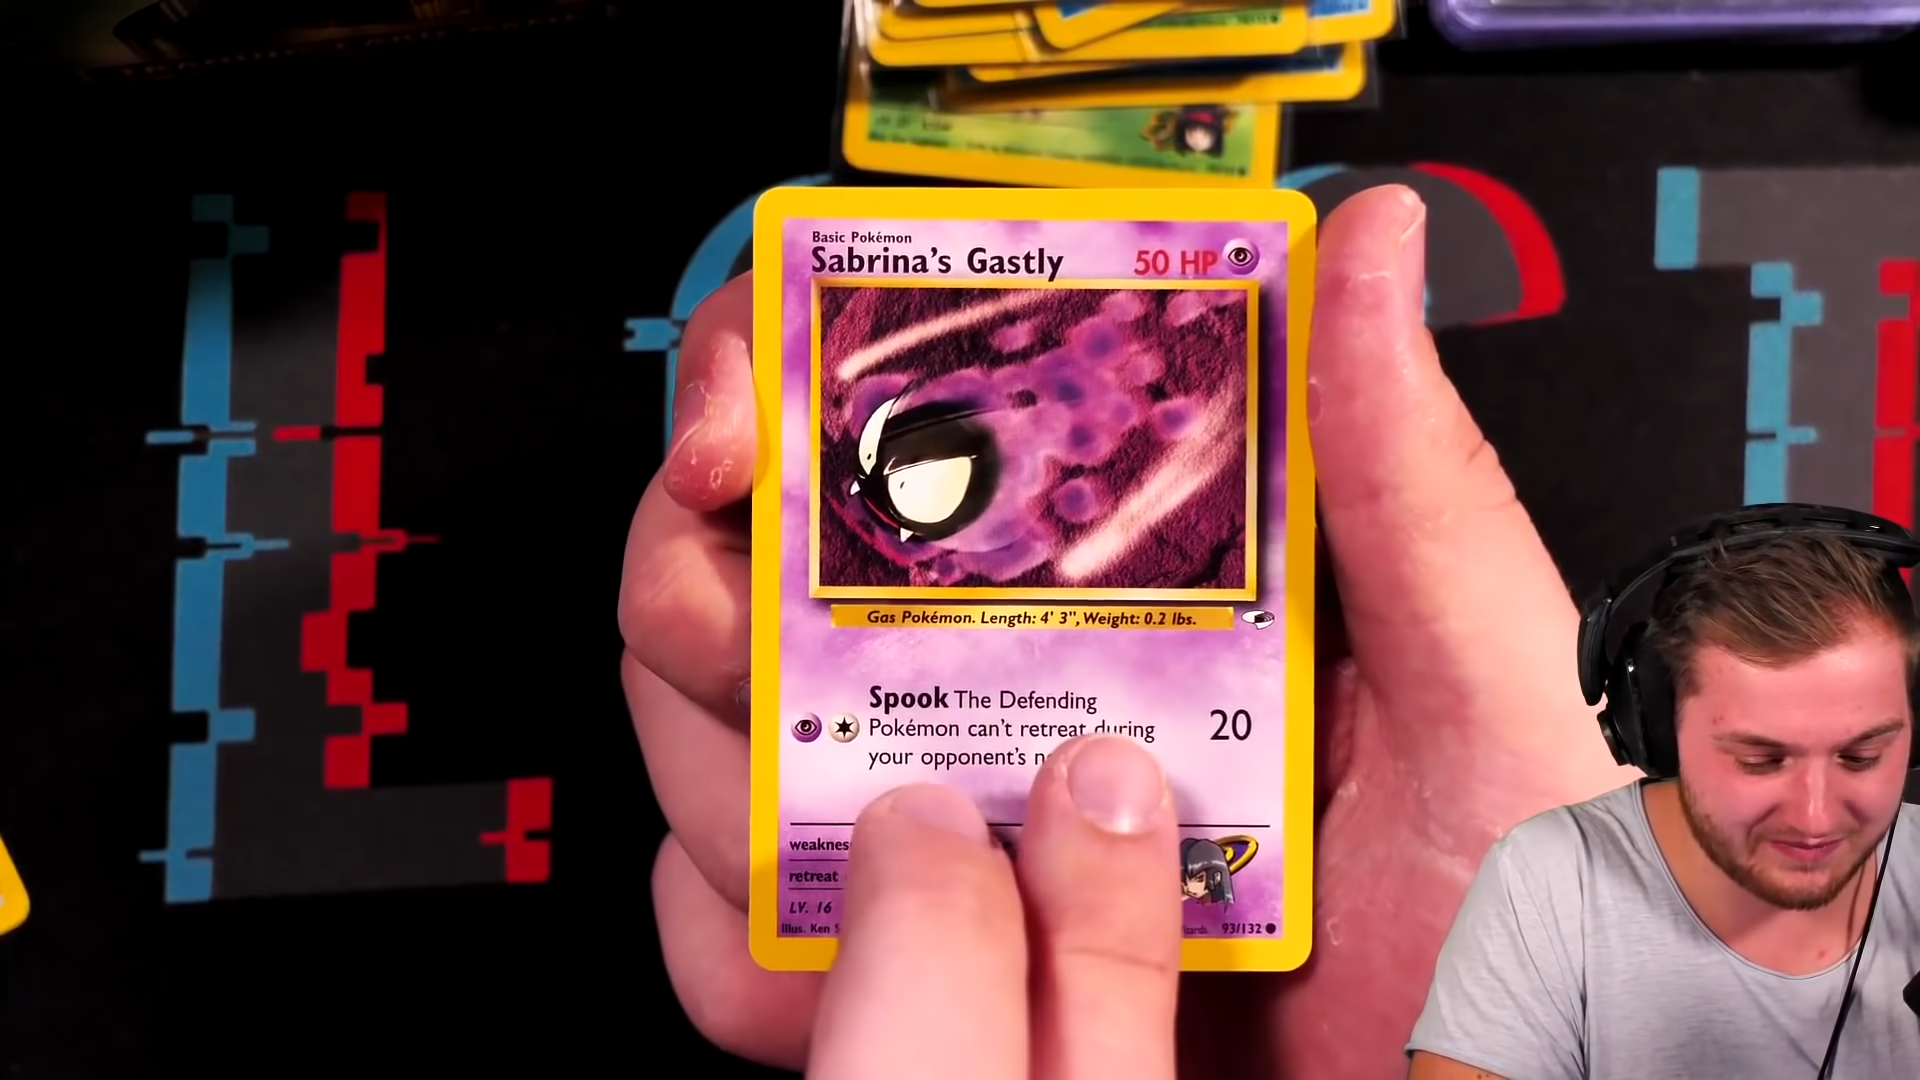 Basic Pokémon
Sabrina's Gastly 50 HP
Gas Pokémon. Length: 4' 3", Weight: 0.2 lbs.
Spook The Defending
Pokémon can't retreat during
your opponent's
20
weakness
retreat
LV. 16
Illus. Ken
93/132